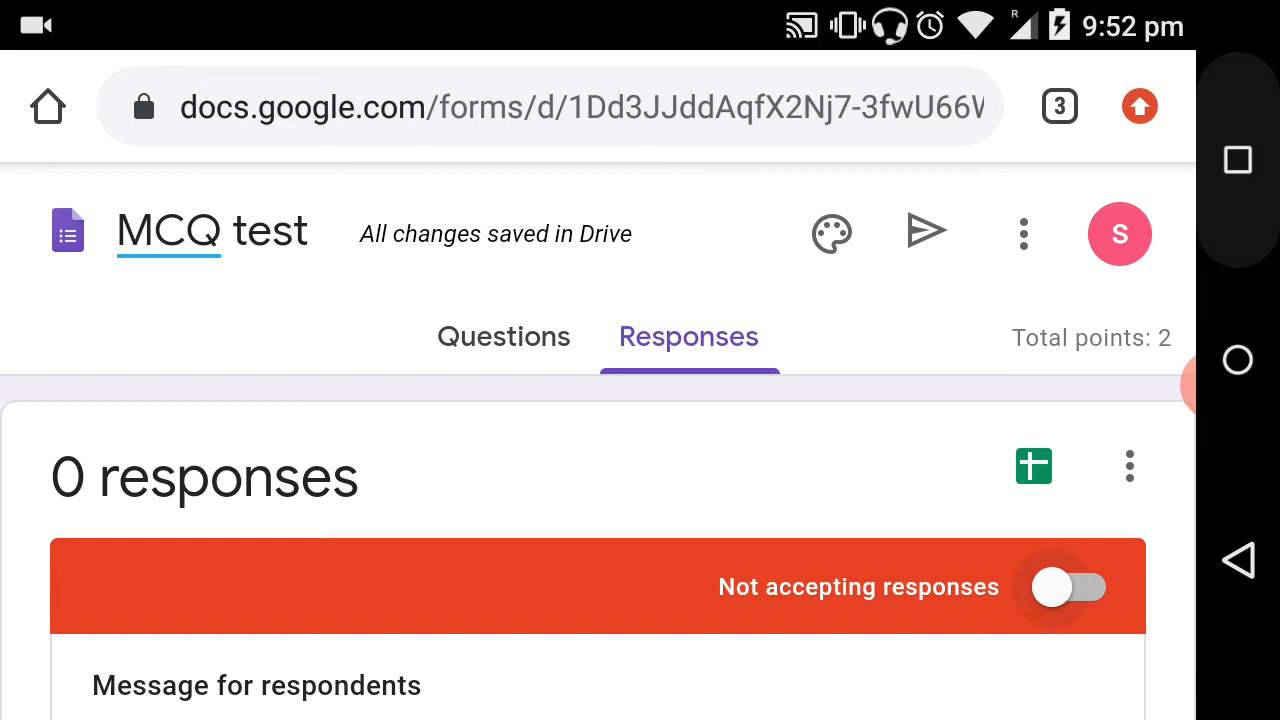 R 9:52 pm
docs.google.com/forms/d/1Dd3JJddAqfX2Nj7-3fwU66W 3
MCQ test All changes saved in Drive S
Questions Responses Total points: 2
0 responses
Not accepting responses
Message for respondents